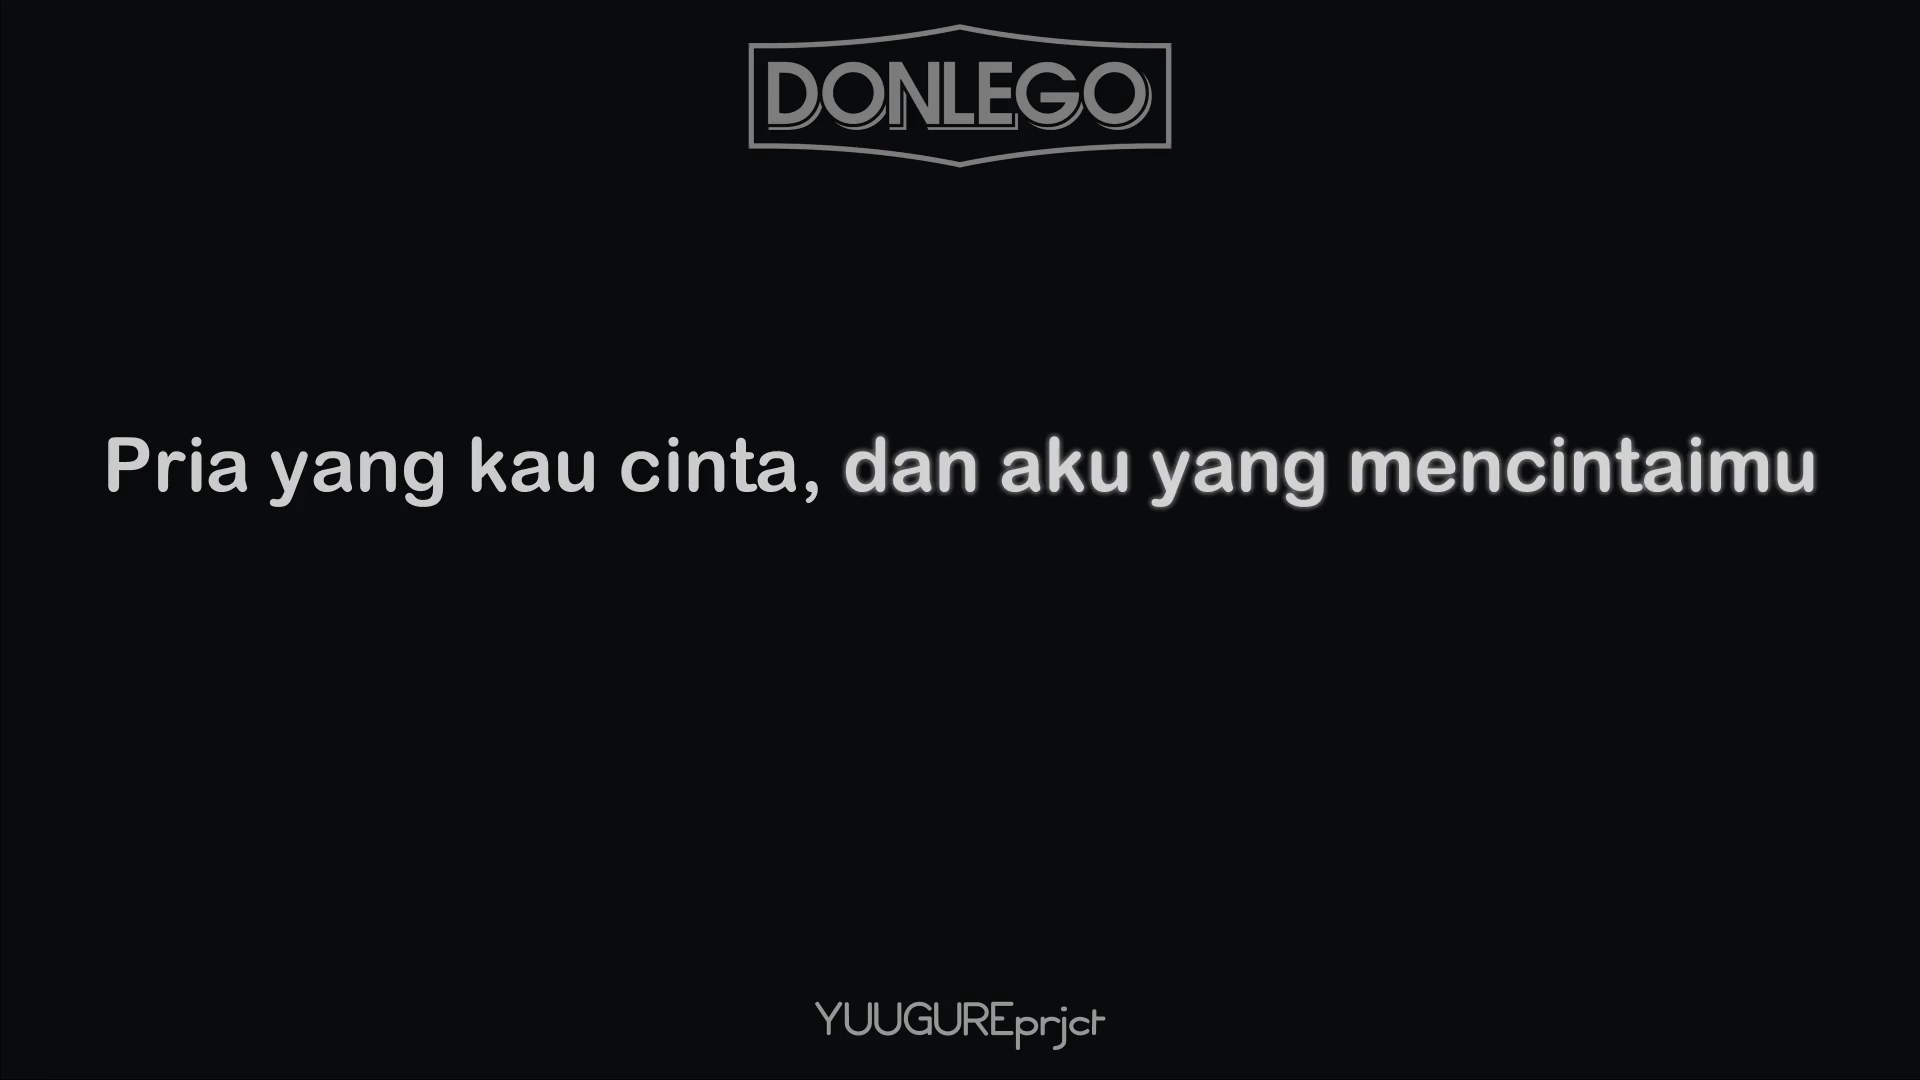 DONLEGO
Pria yang kau cinta, dan aku yang mencintaimu
YUUGUREprjct